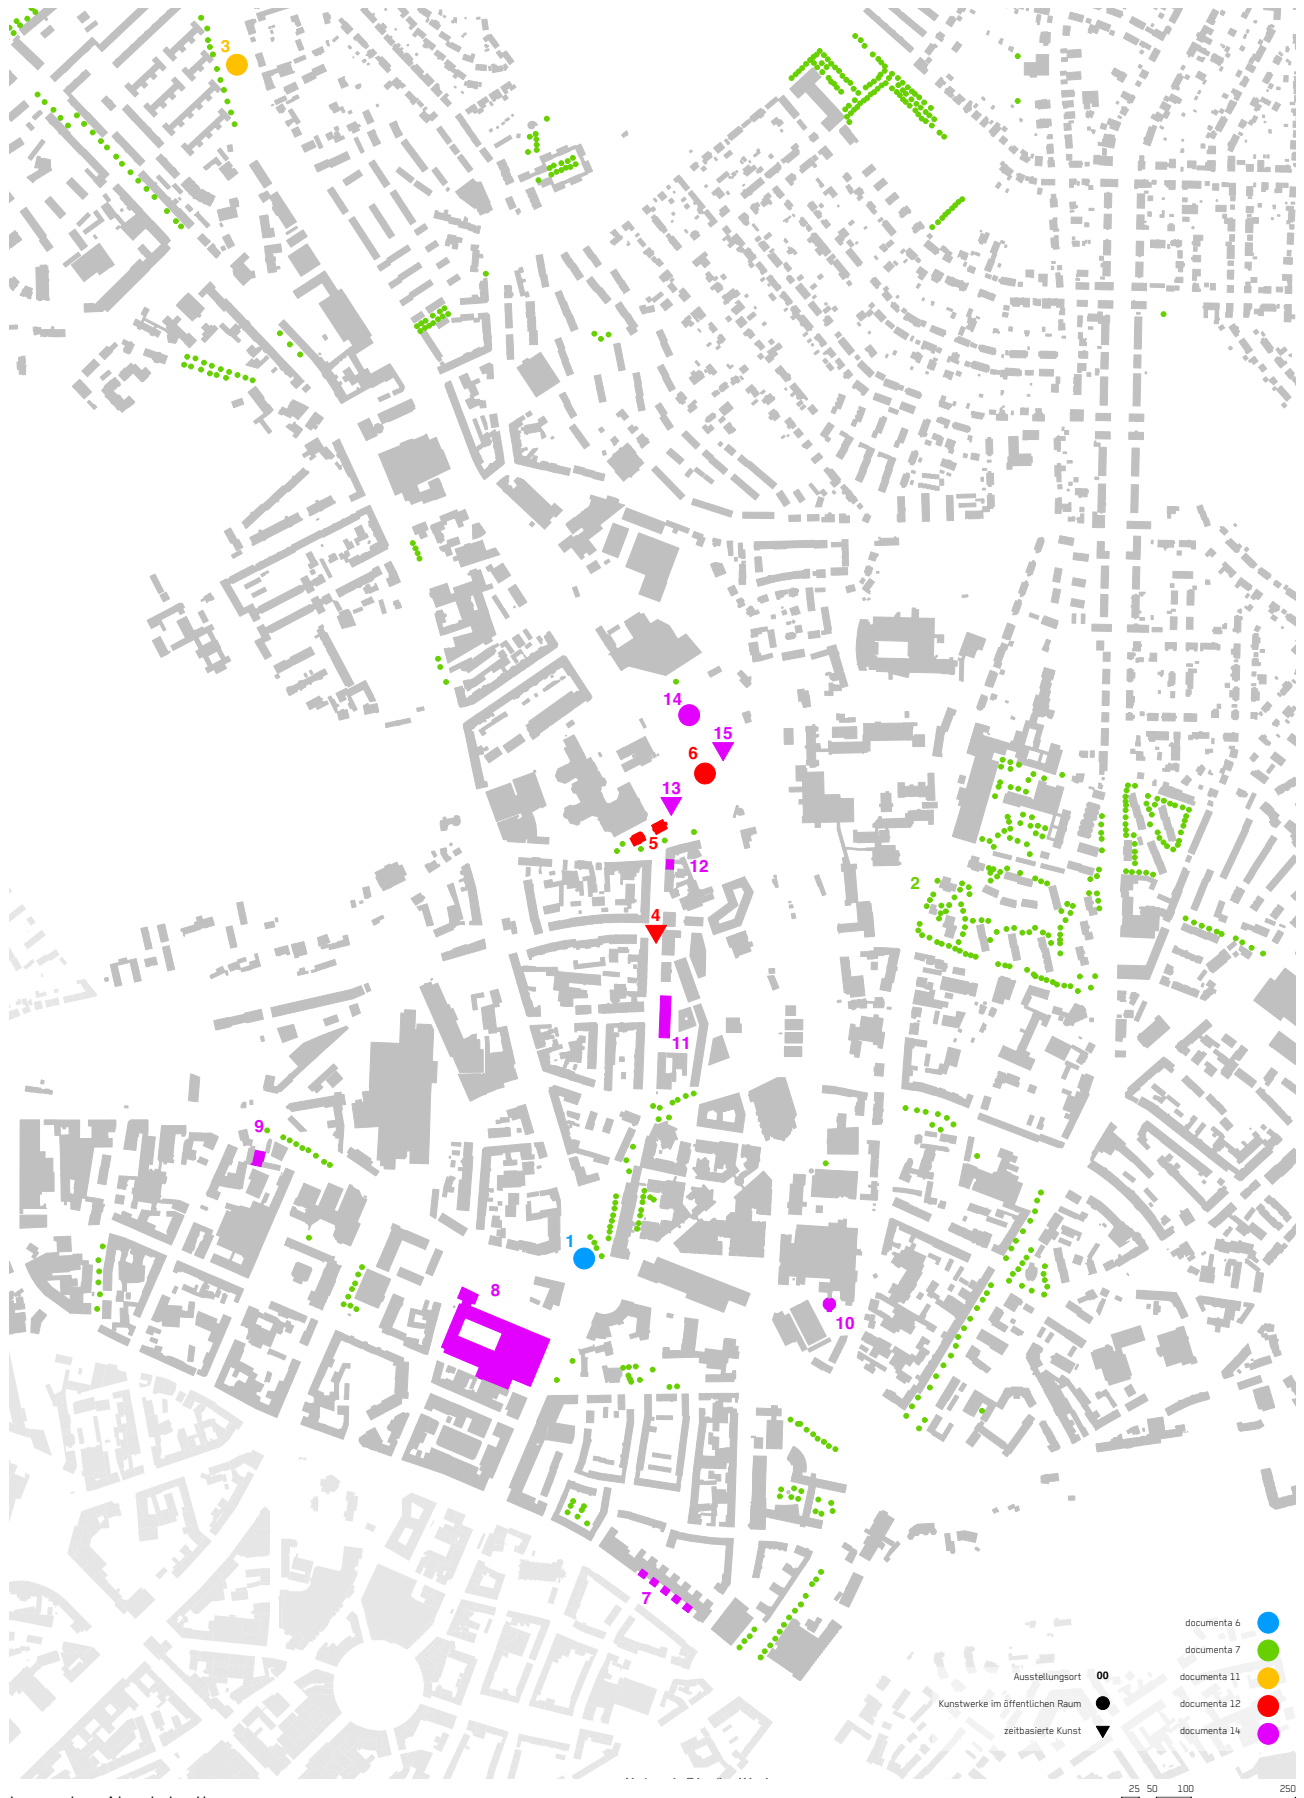 3
14
15
6
13
5
12
2
4
11
9
1
8
10
7
documenta 6
documenta 7
Ausstellungsort 00
documenta 11
Kunstwerke im öffentlichen Raum
documenta 12
zeitbasierte Kunst
documenta 14
25 50 100 250